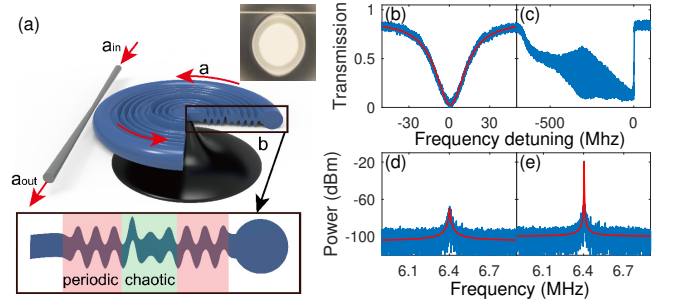 (a)
a_in
a
b
a_out
periodic chaotic
(b) (c)
Transmission
1
0.5
0
-30 0 30 -500 0
Frequency detuning (Mhz)
(d) (e)
Power (dBm)
-20
-60
-100
6.1 6.4 6.7 6.1 6.4 6.7
Frequency (MHz)